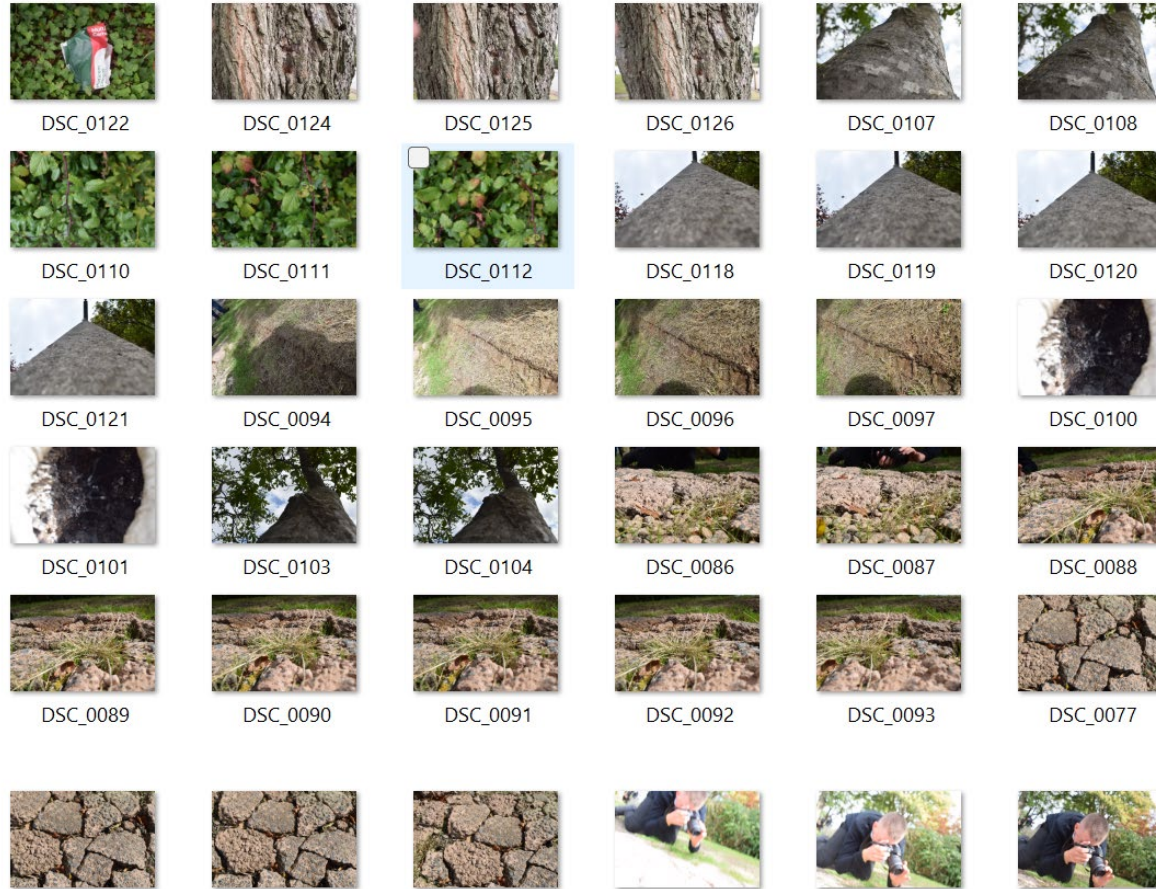 DSC_0122 DSC_0124 DSC_0125 DSC_0126 DSC_0107 DSC_0108
DSC_0110 DSC_0111 DSC_0112 DSC_0118 DSC_0119 DSC_0120
DSC_0121 DSC_0094 DSC_0095 DSC_0096 DSC_0097 DSC_0100
DSC_0101 DSC_0103 DSC_0104 DSC_0086 DSC_0087 DSC_0088
DSC_0089 DSC_0090 DSC_0091 DSC_0092 DSC_0093 DSC_0077